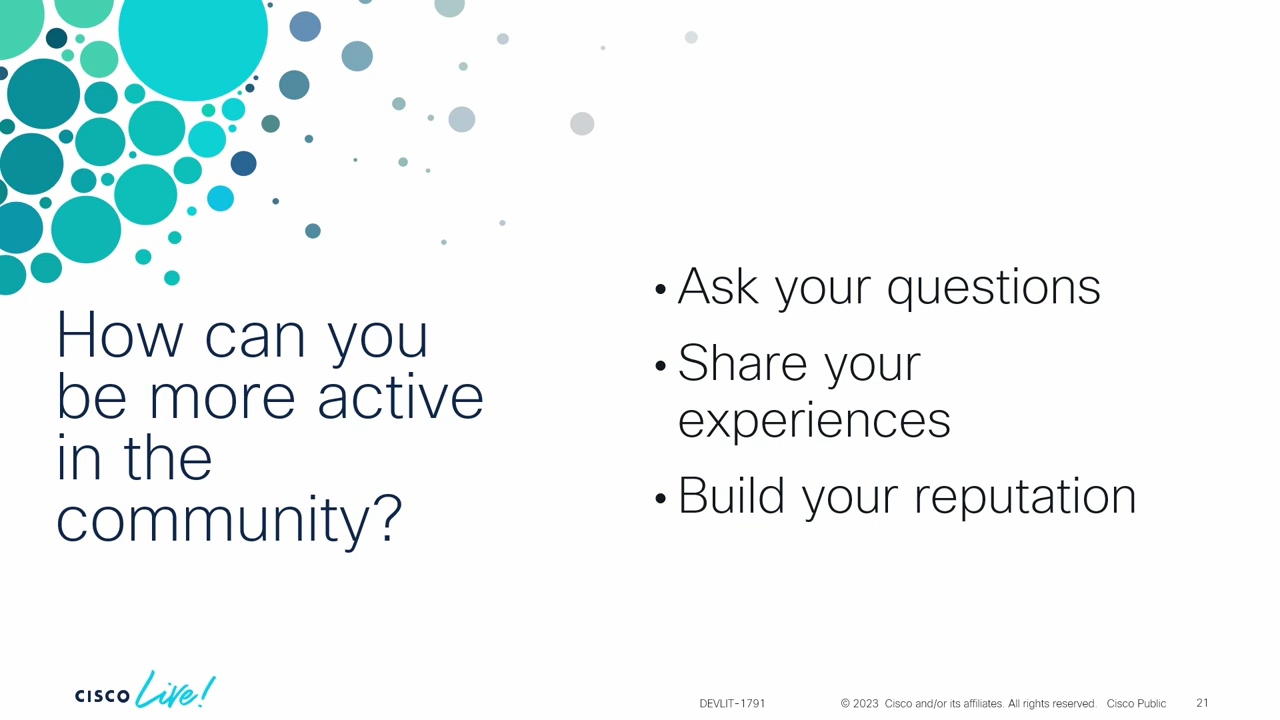 How can you
be more active
in the
community?
• Ask your questions
• Share your
experiences
• Build your reputation
CISCO Live!
DEVLIT-1791 © 2023 Cisco and/or its affiliates. All rights reserved. Cisco Public 21